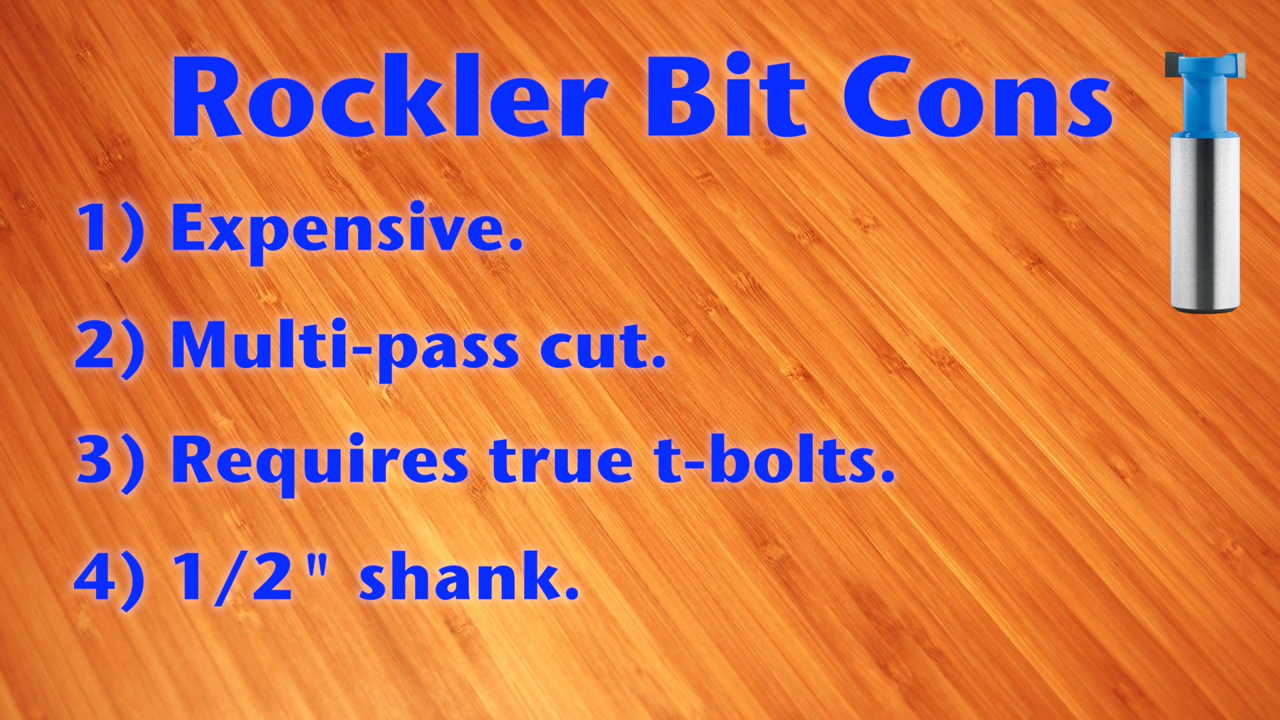 Rockler Bit Cons
1) Expensive.
2) Multi-pass cut.
3) Requires true t-bolts.
4) 1/2" shank.